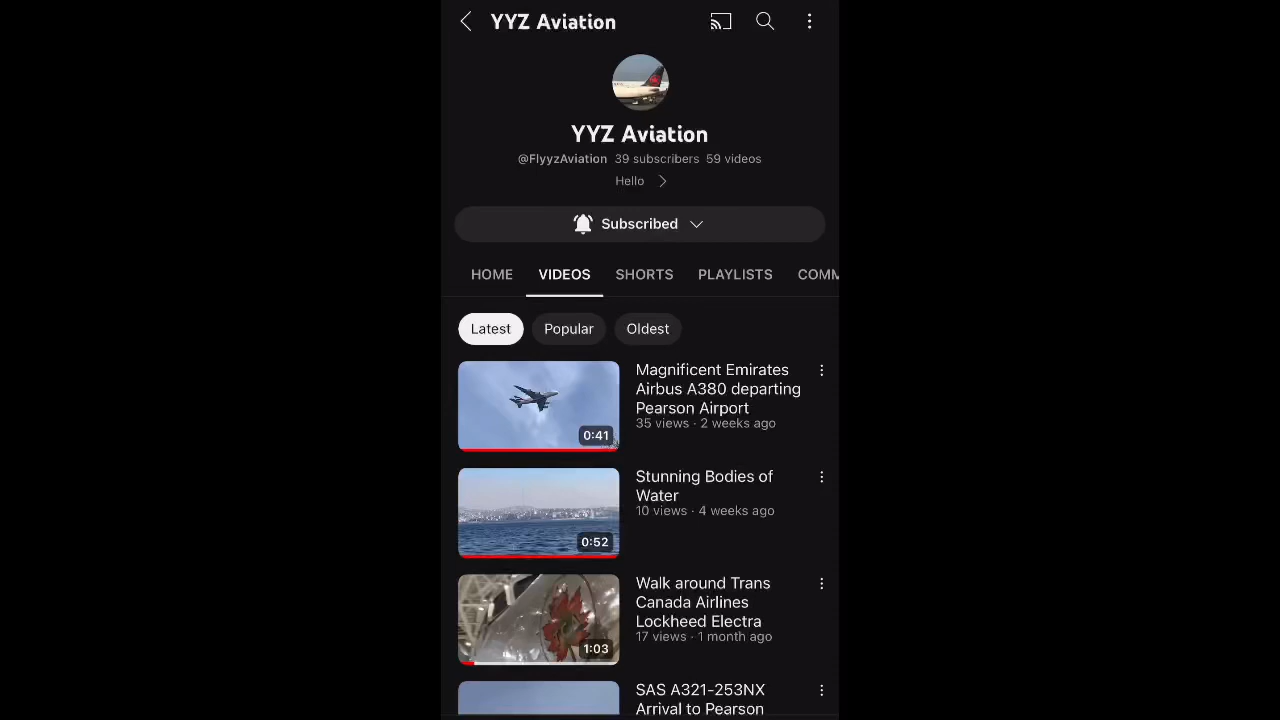 YYZ Aviation
YYZ Aviation
@FlyyzAviation 39 subscribers 59 videos
Hello
Subscribed
HOME VIDEOS SHORTS PLAYLISTS COMM
Latest Popular Oldest
Magnificent Emirates
Airbus A380 departing
Pearson Airport
35 views · 2 weeks ago
0:41
Stunning Bodies of
Water
10 views · 4 weeks ago
0:52
Walk around Trans
Canada Airlines
Lockheed Electra
17 views · 1 month ago
1:03
SAS A321-253NX
Arrival to Pearson